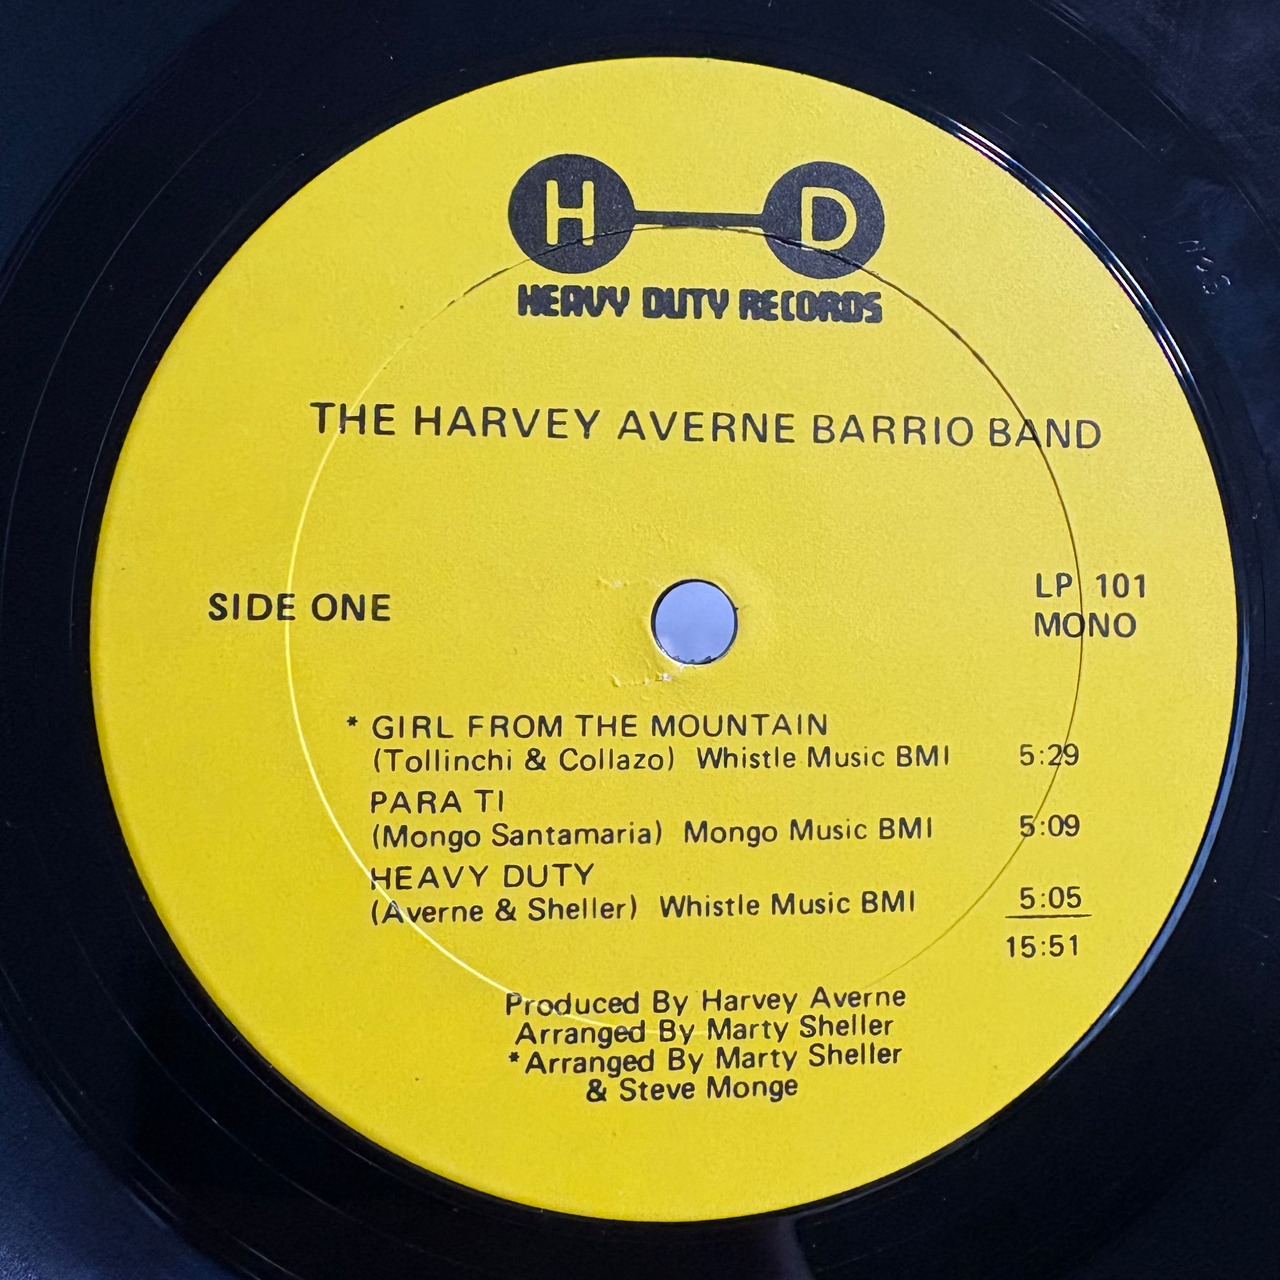 H D
HEAVY DUTY RECORDS
THE HARVEY AVERNE BARRIO BAND
SIDE ONE
LP 101
MONO
* GIRL FROM THE MOUNTAIN
(Tollinchi & Collazo) Whistle Music BMI 5:29
PARA TI
(Mongo Santamaria) Mongo Music BMI 5:09
HEAVY DUTY
(Averne & Sheller) Whistle Music BMI 5:05
15:51
Produced By Harvey Averne
Arranged By Marty Sheller
*Arranged By Marty Sheller
& Steve Monge